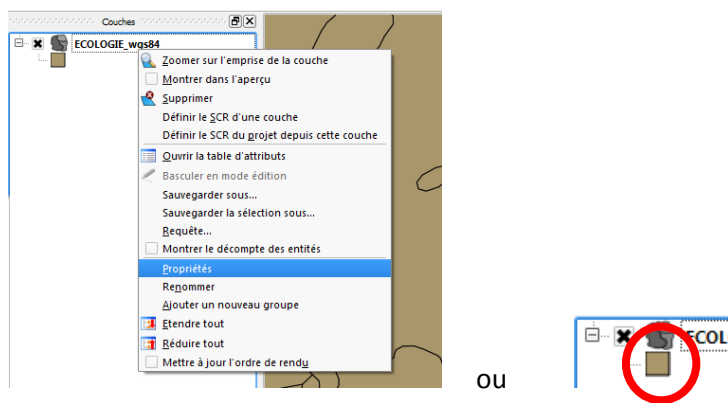 Couches
ECOLOGIE_wgs84
Zoomer sur l'emprise de la couche
Montrer dans l'aperçu
Supprimer
Définir le SCR d'une couche
Définir le SCR du projet depuis cette couche
Ouvrir la table d'attributs
Basculer en mode édition
Sauvegarder sous...
Sauvegarder la sélection sous...
Requête...
Montrer le décompte des entités
Propriétés
Renommer
Ajouter un nouveau groupe
Etendre tout
Réduire tout
Mettre à jour l'ordre de rendu
ou
ECOL